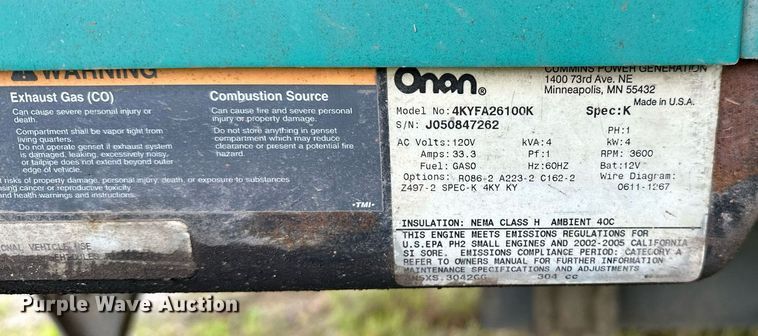 WARNING
Exhaust Gas (CO)
Can cause severe personal injury or
death.
Compartment shall be vapor tight from
living quarters.
Do not operate genset if exhaust system
is damaged, leaking, excessively noisy,
or tailpipe does not extend beyond outer
edge of vehicle.
Combustion Source
Can cause fire and severe personal
injury or property damage.
Do not store anything in genset
compartment which may reduce
clearance or present a potential fire
hazard.
risks of property damage, personal injury, death, or exposure to substances
cancer or reproductive toxicity
and health warnings and instructions.
•TMI•
ONAL VEHICLE USE
Onan®
CUMMINS POWER GENERATION
1400 73rd Ave. NE
Minneapolis, MN 55432
Made in U.S.A.
Model No: 4KYFA26100K Spec:K
S/N: J050847262 PH:1
AC Volts:120V kVA:4 kW:4
Amps: 33.3 Pf:1 RPM: 3600
Fuel: GASO Hz:60HZ Bat:12V
Options: R086-2 A223-2 C162-2 Wire Diagram:
Z497-2 SPEC-K 4KY KY 0611-1267
INSULATION: NEMA CLASS H AMBIENT 40C
THIS ENGINE MEETS EMISSIONS REGULATIONS FOR
U.S.EPA PH2 SMALL ENGINES AND 2002-2005 CALIFORNIA
SI SORE. EMISSIONS COMPLIANCE PERIOD: CATEGORY A
REFER TO OWNERS MANUAL FOR FURTHER INFORMATION
MAINTENANCE SPECIFICATIONS AND ADJUSTMENTS
304 cc
Purple Wave Auction